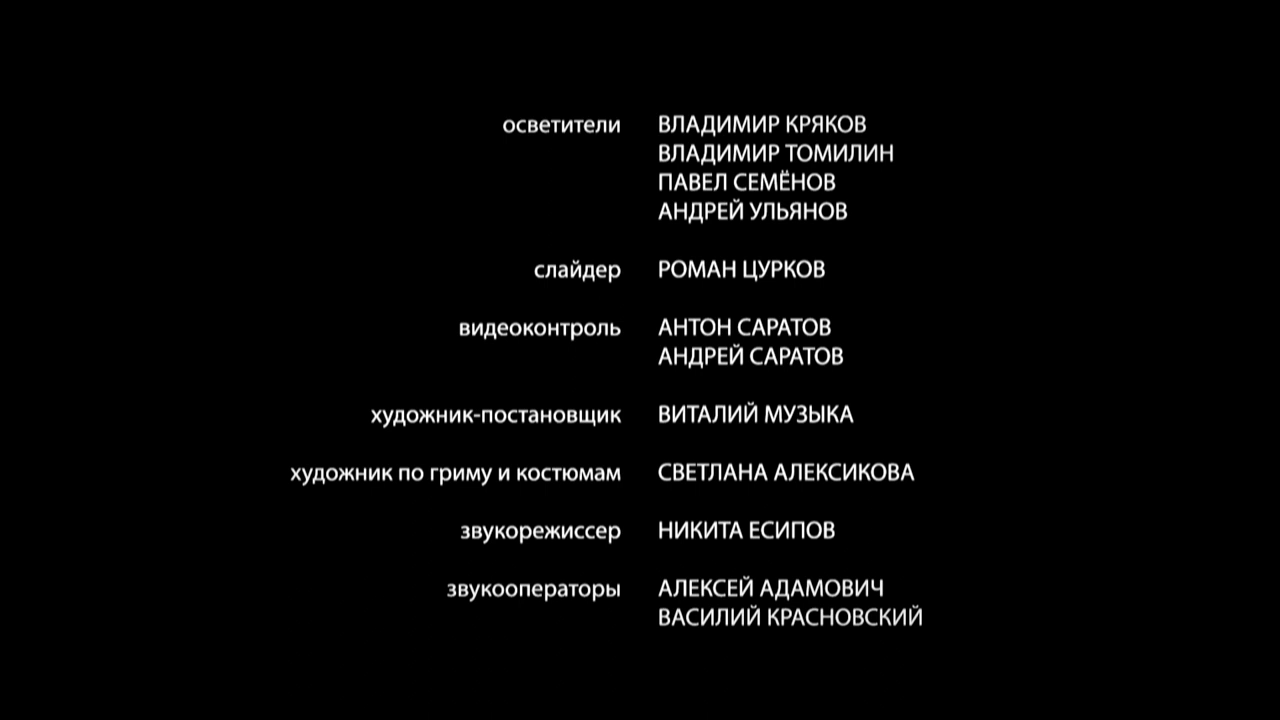 осветители ВЛАДИМИР КРЯКОВ
ВЛАДИМИР ТОМИЛИН
ПАВЕЛ СЕМЁНОВ
АНДРЕЙ УЛЬЯНОВ
слайдер РОМАН ЦУРКОВ
видеоконтроль АНТОН САРАТОВ
АНДРЕЙ САРАТОВ
художник-постановщик ВИТАЛИЙ МУЗЫКА
художник по гриму и костюмам СВЕТЛАНА АЛЕКСИКОВА
звукорежиссер НИКИТА ЕСИПОВ
звукооператоры АЛЕКСЕЙ АДАМОВИЧ
ВАСИЛИЙ КРАСНОВСКИЙ